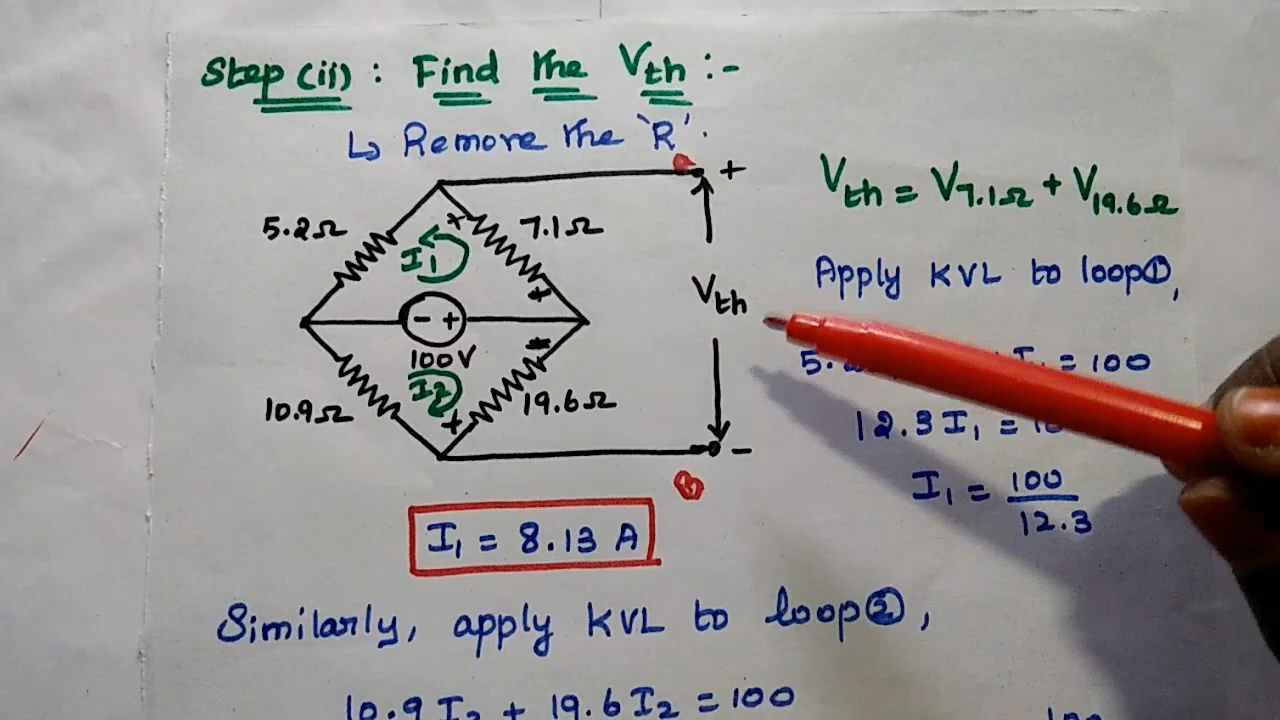 Step (ii) : Find the Vth :-
↳ Remove the 'R'.
+
Vth = V7.1Ω + V19.6Ω
5.2Ω
7.1Ω
+
I1
+
Apply KVL to loop①,
Vth
- +
100V
I2
10.9Ω
19.6Ω
+
-
5. = 100
12.3 I1 =
I1 = 100
12.3
I1 = 8.13 A
Similarly, apply KVL to loop②,
10.9 I2 + 19.6 I2 = 100